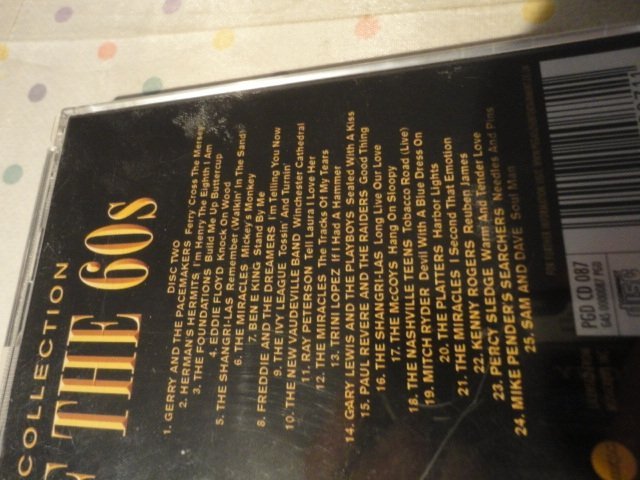 COLLECTION
THE 60s
DISC TWO
1. GERRY AND THE PACEMAKERS Ferry 'Cross The Mersey
2. HERMAN'S HERMITS I'm Henry The Eighth I Am
3. THE FOUNDATIONS Build Me Up Buttercup
4. EDDIE FLOYD Knock On Wood
5. THE SHANGRI-LAS Remember (Walkin' In The Sand)
6. THE MIRACLES Mickey's Monkey
7. BEN E KING Stand By Me
8. FREDDIE AND THE DREAMERS I'm Telling You Now
9. THE IVY LEAGUE Tossin' And Turnin'
10. THE NEW VAUDEVILLE BAND Winchester Cathedral
11. RAY PETERSON Tell Laura I Love Her
12. THE MIRACLES The Tracks Of My Tears
13. TRINI LOPEZ If I Had A Hammer
14. GARY LEWIS AND THE PLAYBOYS Sealed With A Kiss
15. PAUL REVERE AND THE RAIDERS Good Thing
16. THE SHANGRI-LAS Long Live Our Love
17. THE McCOYS Hang On Sloopy
18. THE NASHVILLE TEENS Tobacco Road (Live)
19. MITCH RYDER Devil With A Blue Dress On
20. THE PLATTERS Harbor Lights
21. THE MIRACLES I Second That Emotion
22. KENNY ROGERS Reuben James
23. PERCY SLEDGE Warm And Tender Love
24. MIKE PENDER'S SEARCHERS Needles And Pins
25. SAM AND DAVE Soul Man
PGD CD 087